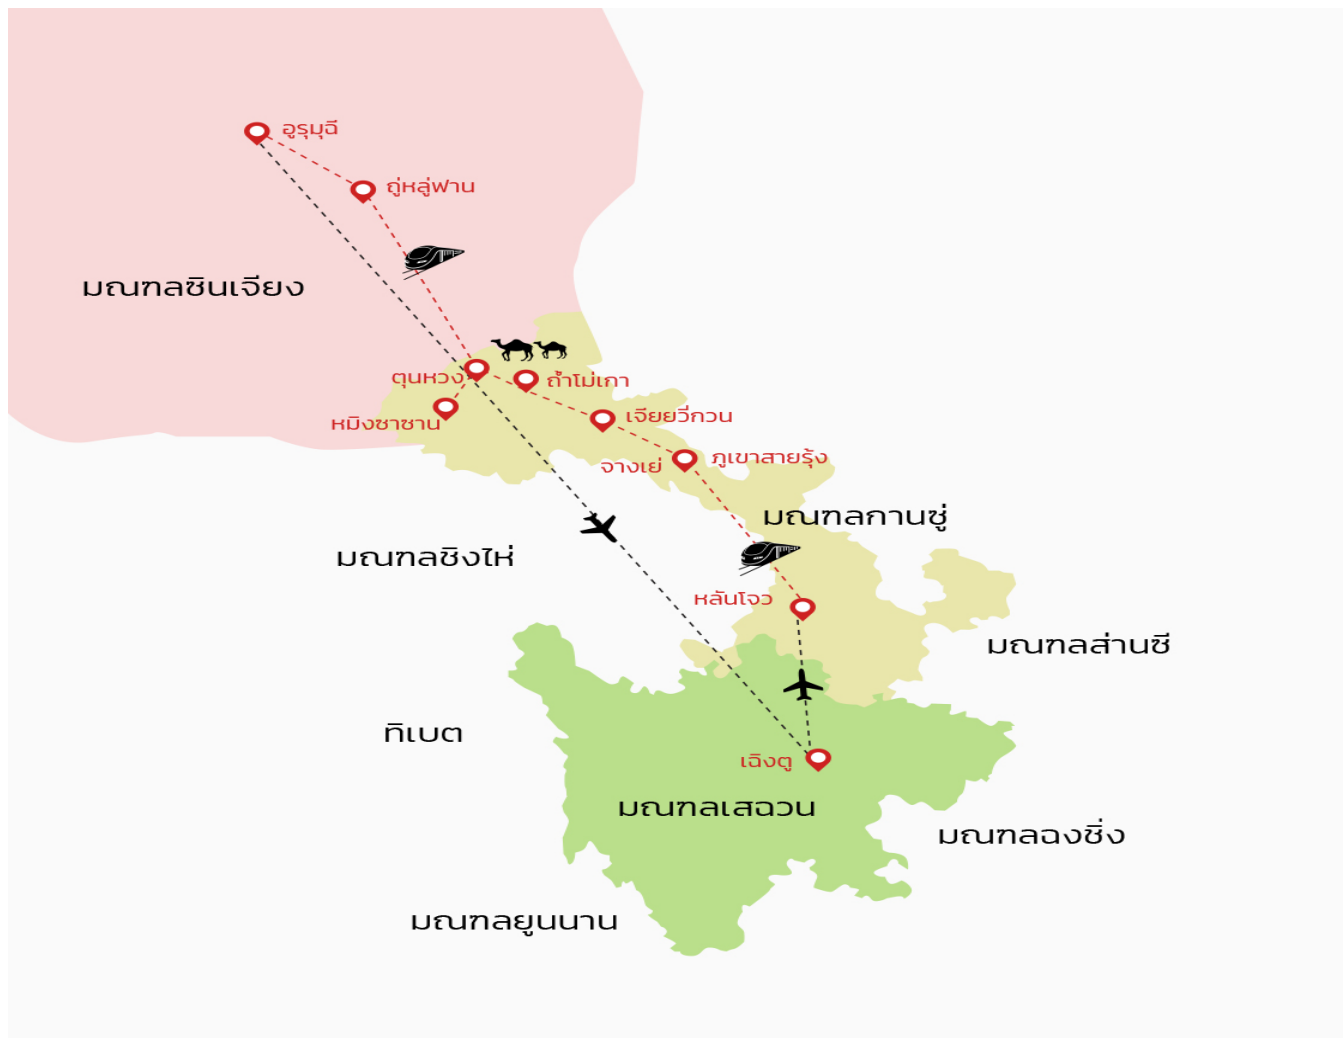 อูรุมุฉี
ถู่หลู่ฟาน
มณฑลซินเจียง
ตุนหวง
ถ้ำโม่เกา
หมิงซาซาน
เจียยวี่กวน
จางเย่
ภูเขาสายรุ้ง
มณฑลกานซู่
มณฑลชิงไห่
หลันโจว
มณฑลส่านซี
ทิเบต
เฉิงตู
มณฑลเสฉวน
มณฑลฉงชิ่ง
มณฑลยูนนาน